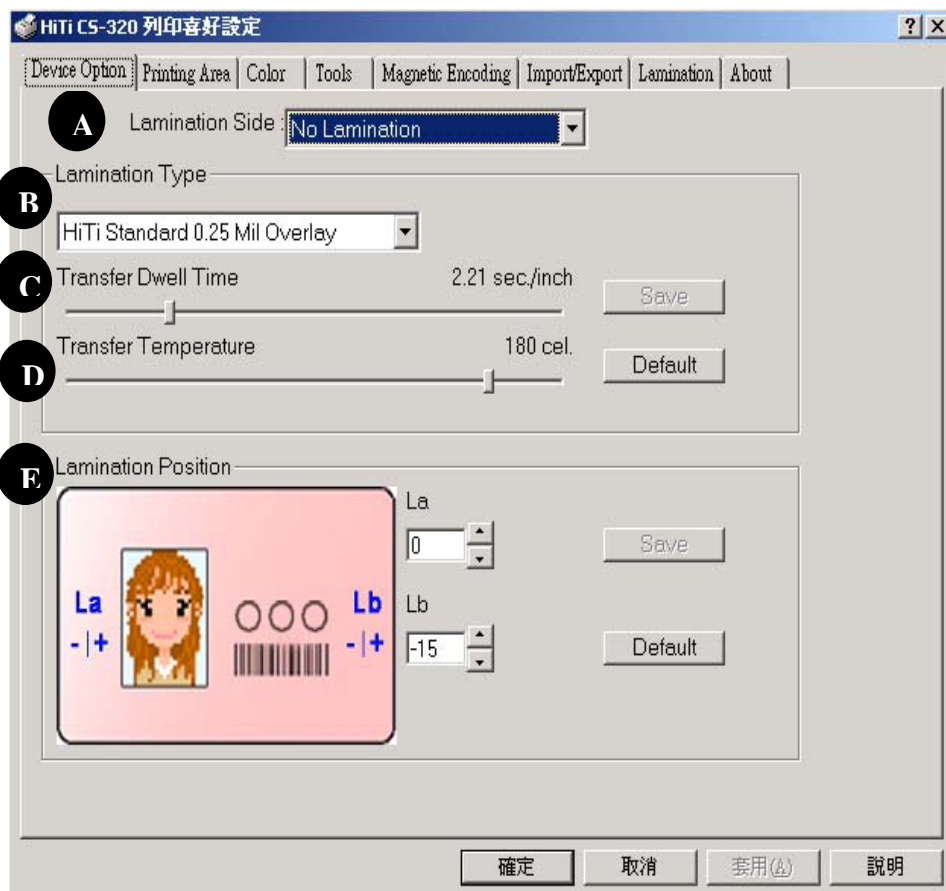 HiTi CS-320 列印喜好設定
Device Option Printing Area Color Tools Magnetic Encoding Import/Export Lamination About
A Lamination Side : No Lamination
B Lamination Type
HiTi Standard 0.25 Mil Overlay
C Transfer Dwell Time 2.21 sec./inch Save
D Transfer Temperature 180 cel. Default
E Lamination Position
La
0 Save
La Lb Lb
- | + - | + -15 Default
確定 取消 套用(A) 說明